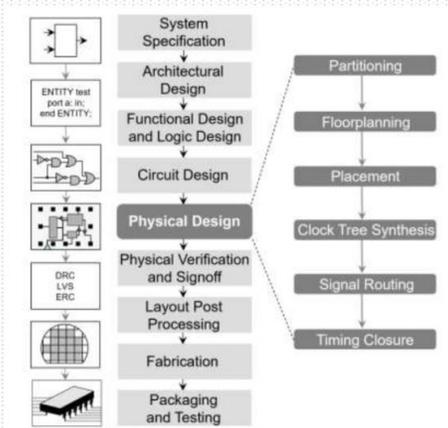 System
Specification
Architectural
Design
ENTITY test
port a: in;
end ENTITY;
Functional Design
and Logic Design
Circuit Design
Physical Design
Physical Verification
and Signoff
DRC
LVS
ERC
Layout Post
Processing
Fabrication
Packaging
and Testing
Partitioning
Floorplanning
Placement
Clock Tree Synthesis
Signal Routing
Timing Closure